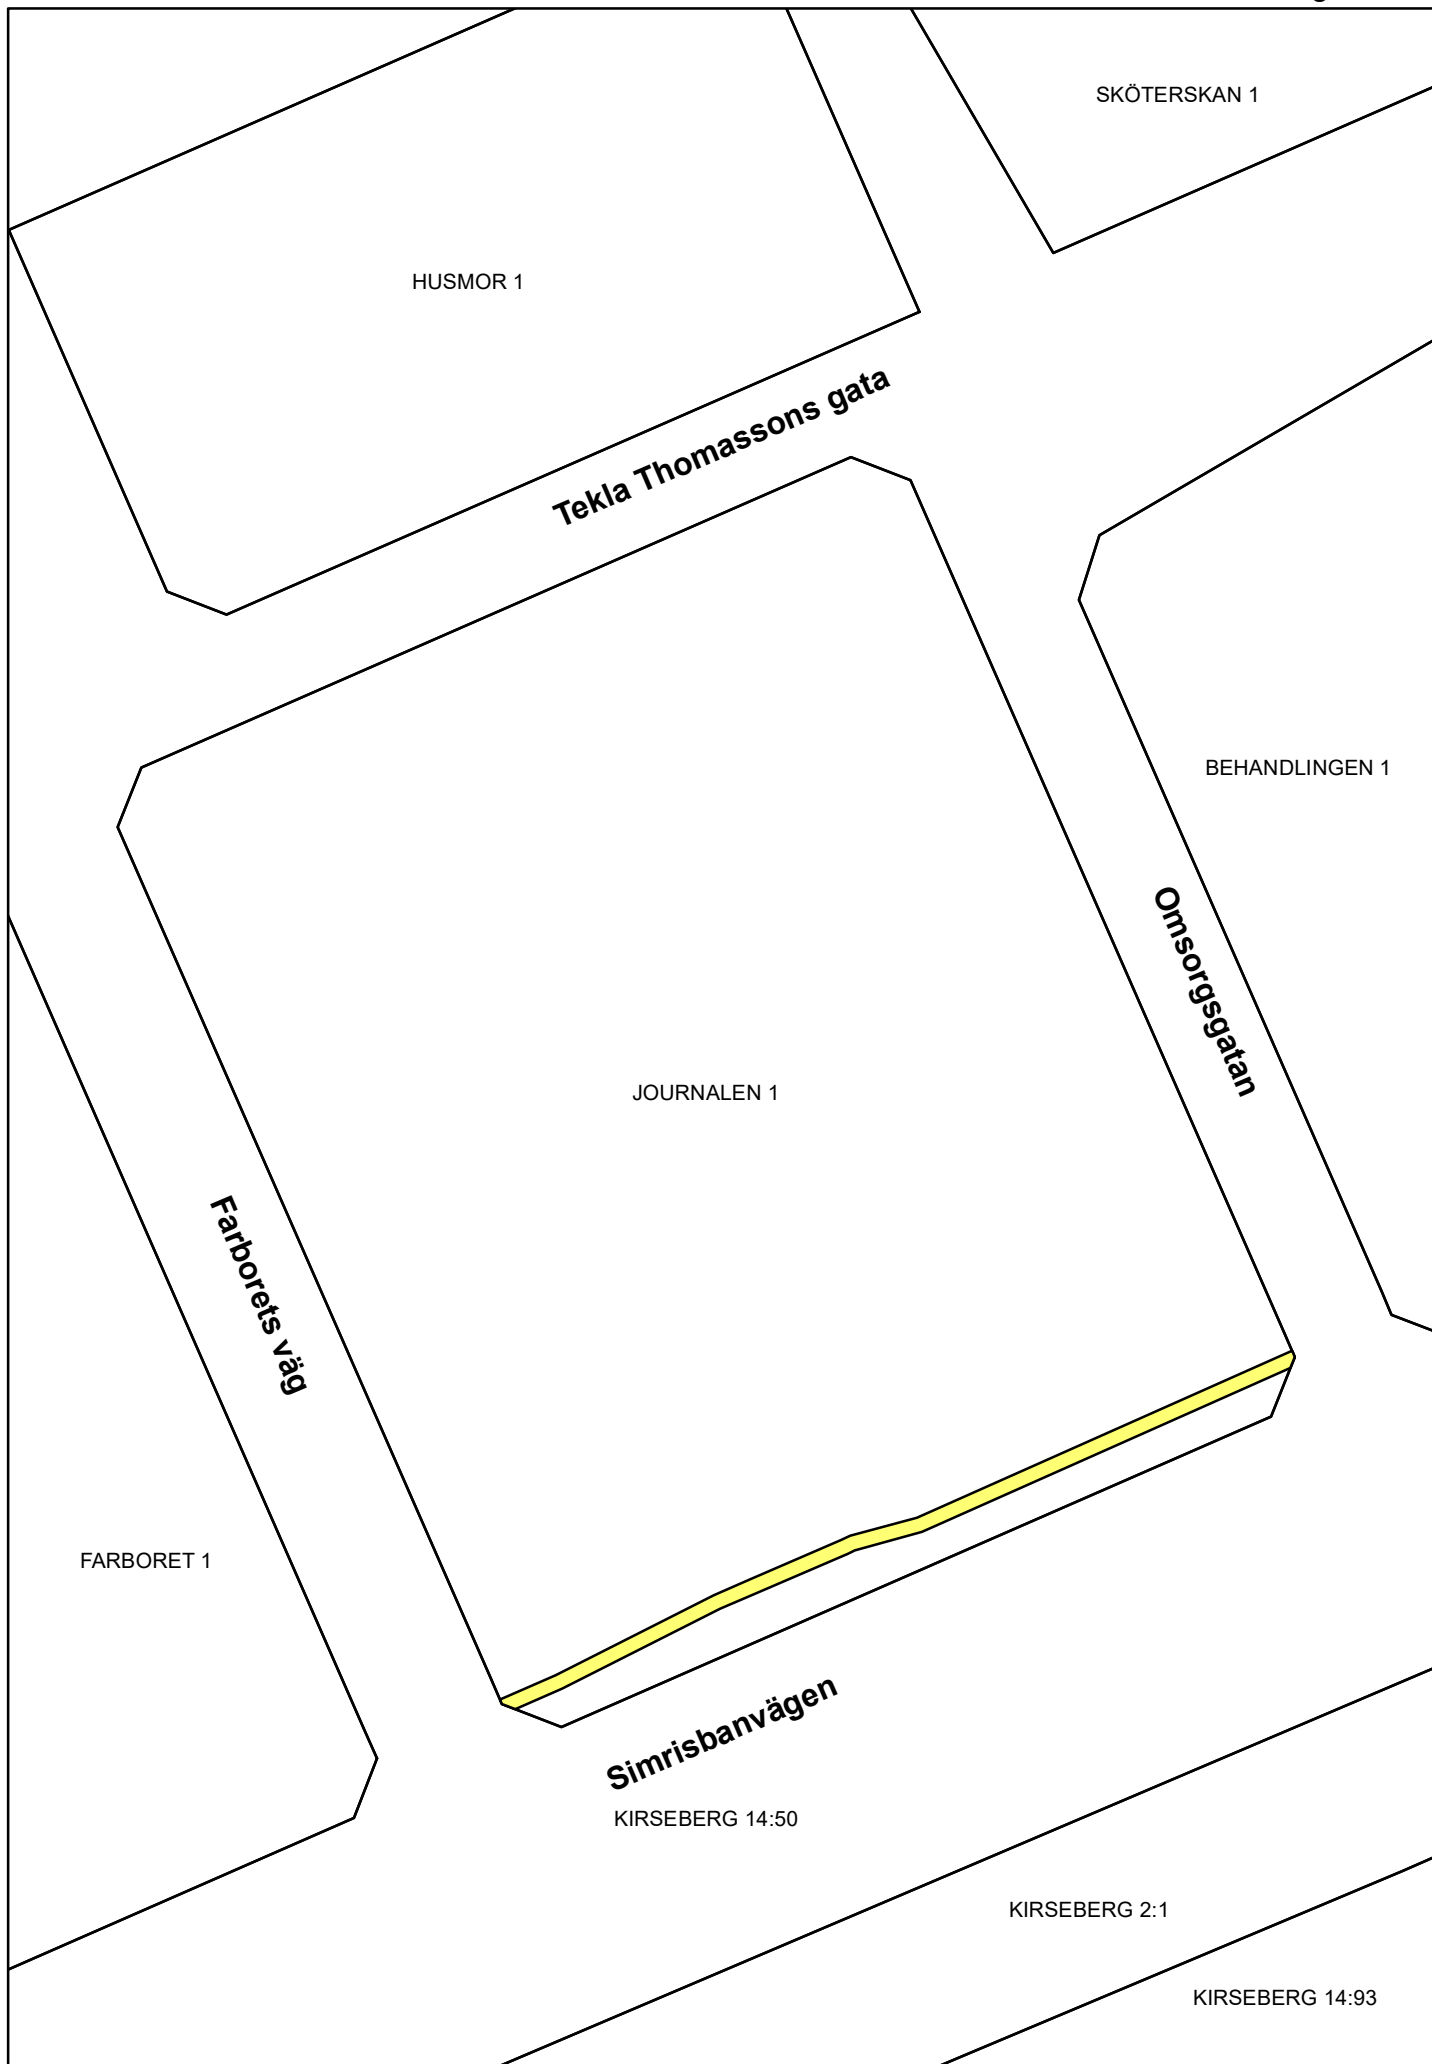 SKÖTERSKAN 1
HUSMOR 1
Tekla Thomassons gata
BEHANDLINGEN 1
Omsorgsgatan
JOURNALEN 1
Farborets väg
FARBORET 1
Simrisbanvägen
KIRSEBERG 14:50
KIRSEBERG 2:1
KIRSEBERG 14:93